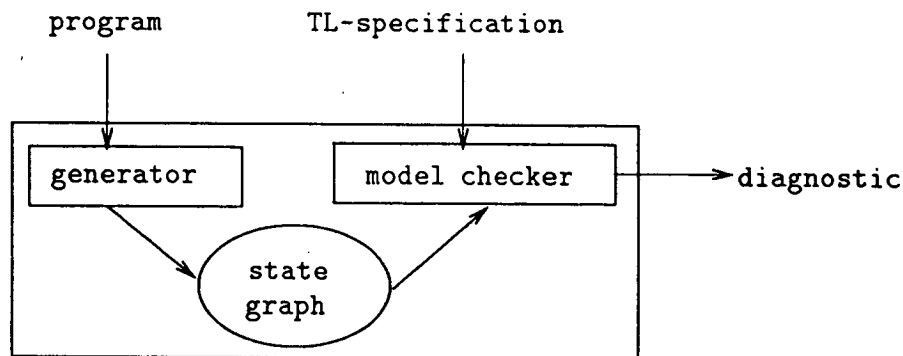 program
TL-specification
generator
model checker
diagnostic
state
graph